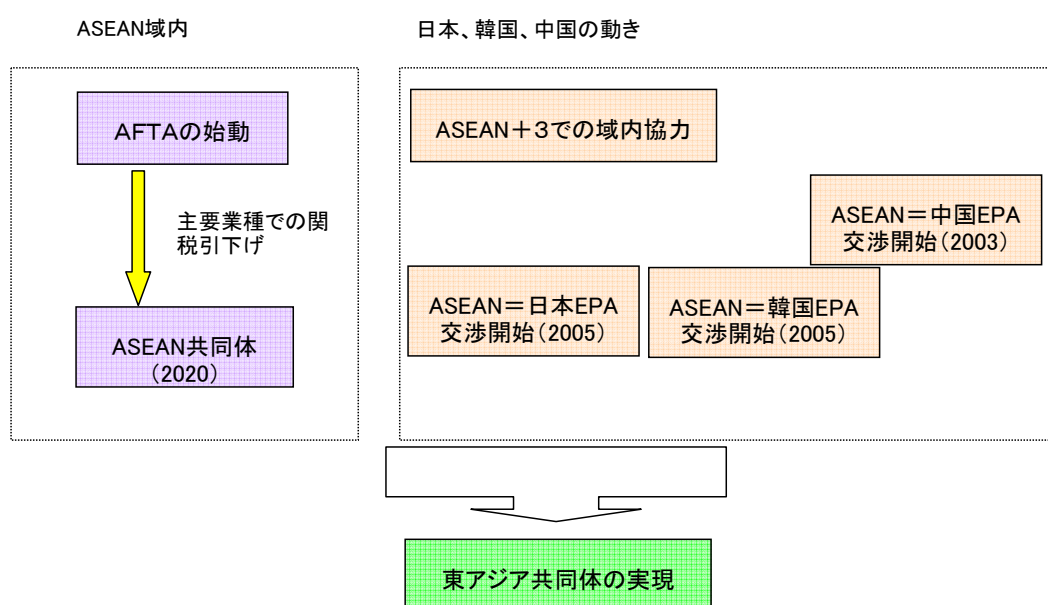 ASEAN域内
日本、韓国、中国の動き
AFTAの始動
主要業種での関
税引下げ
ASEAN共同体
(2020)
ASEAN+3での域内協力
ASEAN=中国EPA
交渉開始(2003)
ASEAN=日本EPA
交渉開始(2005)
ASEAN=韓国EPA
交渉開始(2005)
東アジア共同体の実現